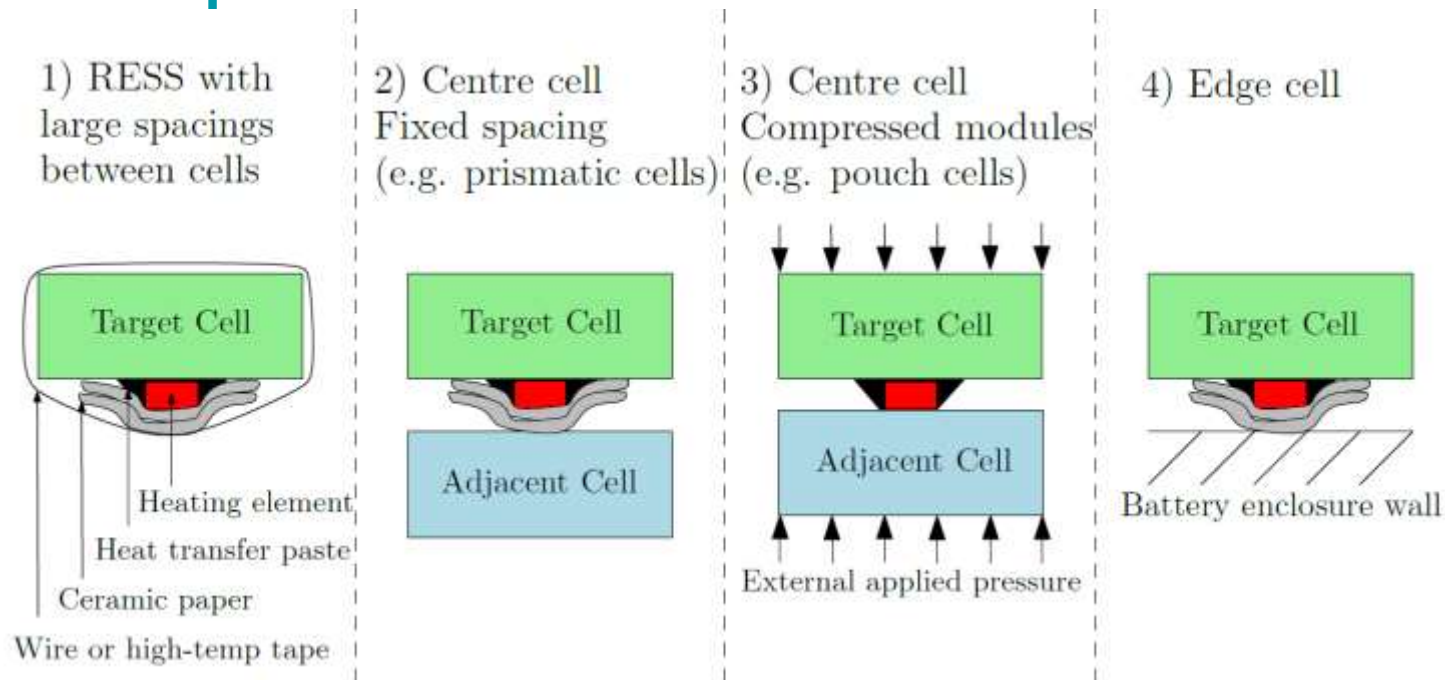 1) RESS with
large spacings
between cells
2) Centre cell
Fixed spacing
(e.g. prismatic cells)
3) Centre cell
Compressed modules
(e.g. pouch cells)
4) Edge cell
Target Cell
Heating element
Heat transfer paste
Ceramic paper
Wire or high-temp tape
Target Cell
Adjacent Cell
Target Cell
Adjacent Cell
External applied pressure
Target Cell
Battery enclosure wall